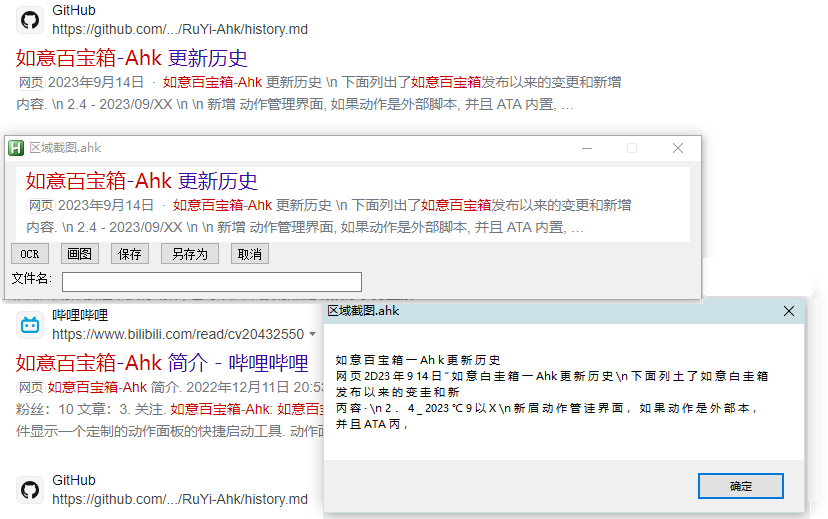 GitHub
https://github.com/.../RuYi-Ahk/history.md
如意百宝箱-Ahk 更新历史
网页 2023年9月14日 · 如意百宝箱-Ahk 更新历史 \n 下面列出了如意百宝箱发布以来的变更和新增
内容. \n 2.4 - 2023/09/XX \n \n 新增 动作管理界面, 如果动作是外部脚本, 并且 ATA 内置, …
区域截图.ahk
如意百宝箱-Ahk 更新历史
网页 2023年9月14日 · 如意百宝箱-Ahk 更新历史 \n 下面列出了如意百宝箱发布以来的变更和新增
内容. \n 2.4 - 2023/09/XX \n \n 新增 动作管理界面, 如果动作是外部脚本, 并且 ATA 内置, …
OCR 画图 保存 另存为 取消
文件名:
哔哩哔哩
https://www.bilibili.com/read/cv20432550
如意百宝箱-Ahk 简介 - 哔哩哔哩
网页 如意百宝箱-Ahk 简介. 2022年12月11日 20:53
粉丝: 10 文章: 3. 关注. 如意百宝箱-Ahk: 如意百
件显示一个定制的动作面板的快捷启动工具. 动作面
GitHub
https://github.com/.../RuYi-Ahk/history.md
区域截图.ahk
如意百宝箱一Ahk更新历史
网页2D23年914日¨如意白圭箱一Ahk更新历史\n下面列土了如意白圭箱
发布以来的变圭和新
丙容·\n2．4_2023℃9以X\n新眉动作管诖界面，如果动作是外部本，
并且ATA丙，
确定